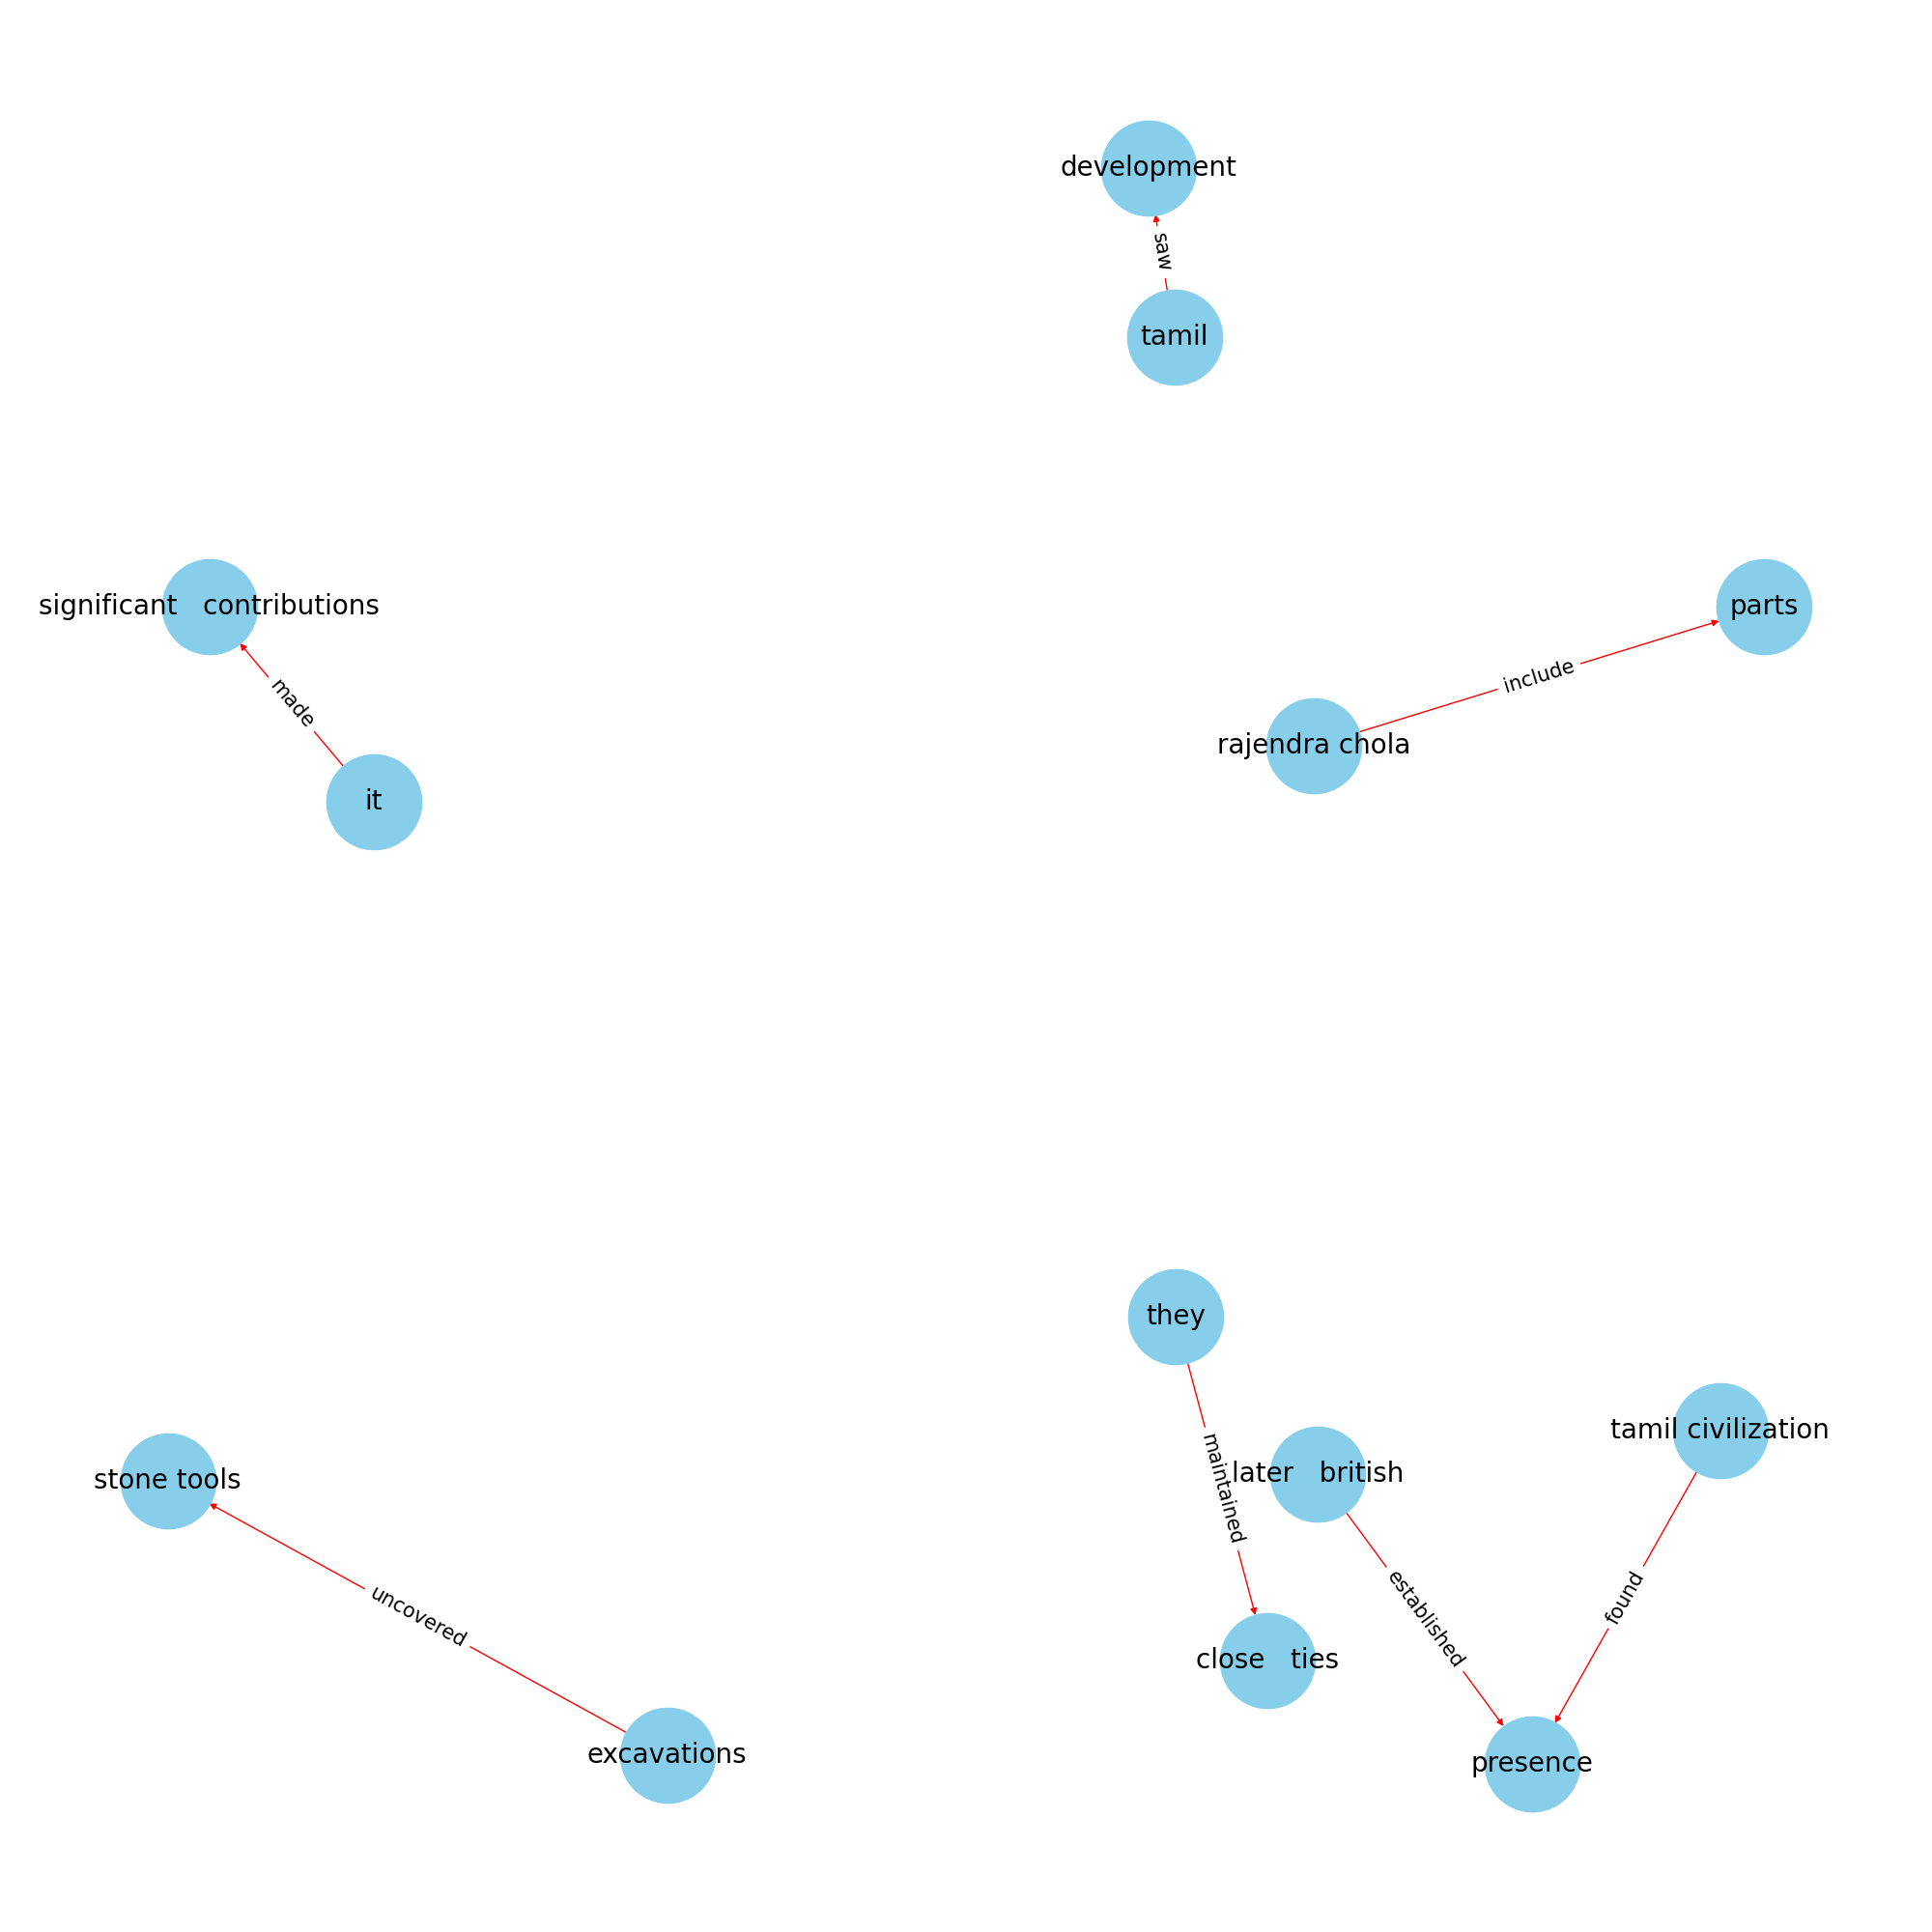 development
saw
tamil
significant   contributions
parts
include
made
rajendra chola
it
they
tamil civilization
later   british
stone tools
maintained
uncovered
established
found
close   ties
excavations
presence